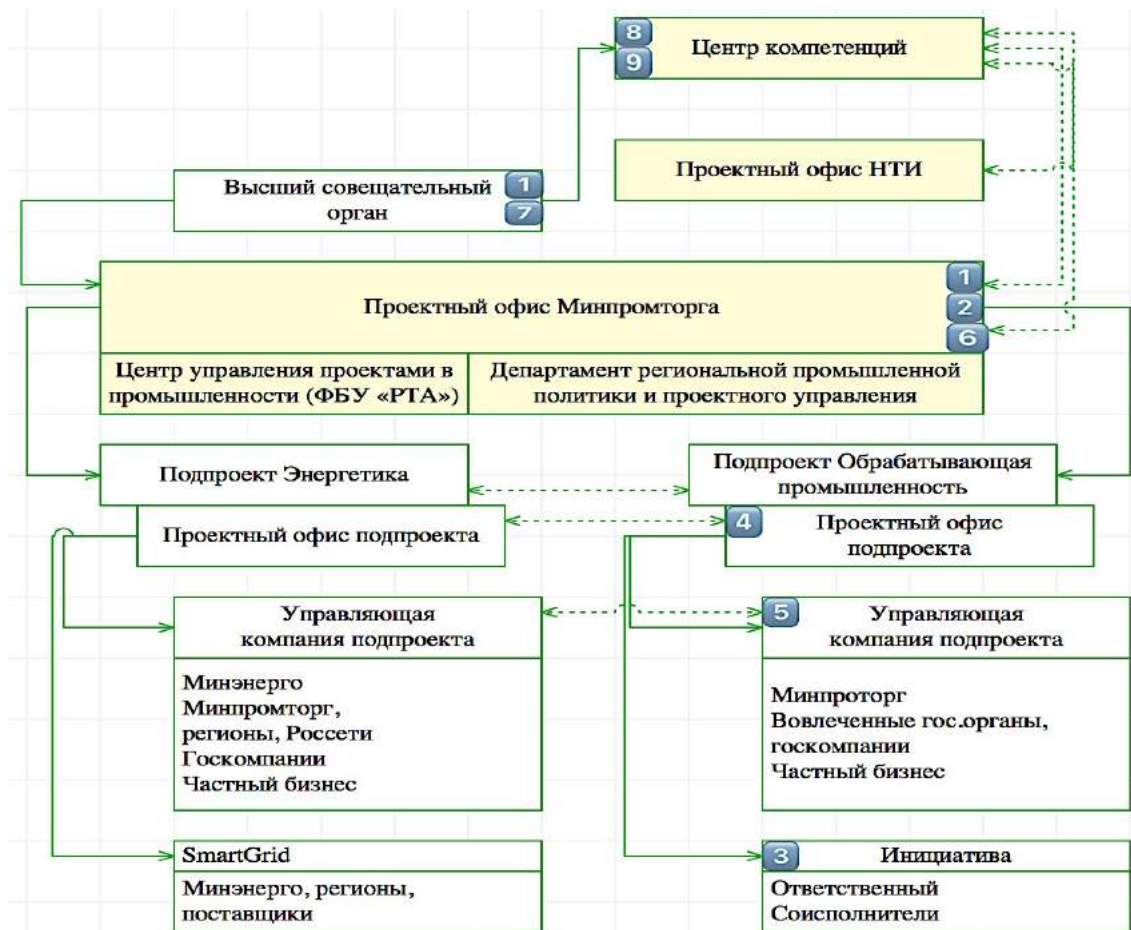 8
9
Центр компетенций
Проектный офис НТИ
Высший совещательный
орган
1
7
Проектный офис Минпромторга
1
2
6
Центр управления проектами в
промышленности (ФБУ «РТА»)
Департамент региональной промышленной
политики и проектного управления
Подпроект Энергетика
Подпроект Обрабатывающая
промышленность
Проектный офис подпроекта
4
Проектный офис
подпроекта
Управляющая
компания подпроекта
Минэнерго
Минпромторг,
регионы, Россети
Госкомпании
Частный бизнес
5
Управляющая
компания подпроекта
Минпроторг
Вовлеченные гос.органы,
госкомпании
Частный бизнес
SmartGrid
Минэнерго, регионы,
поставщики
3
Инициатива
Ответственный
Соисполнители